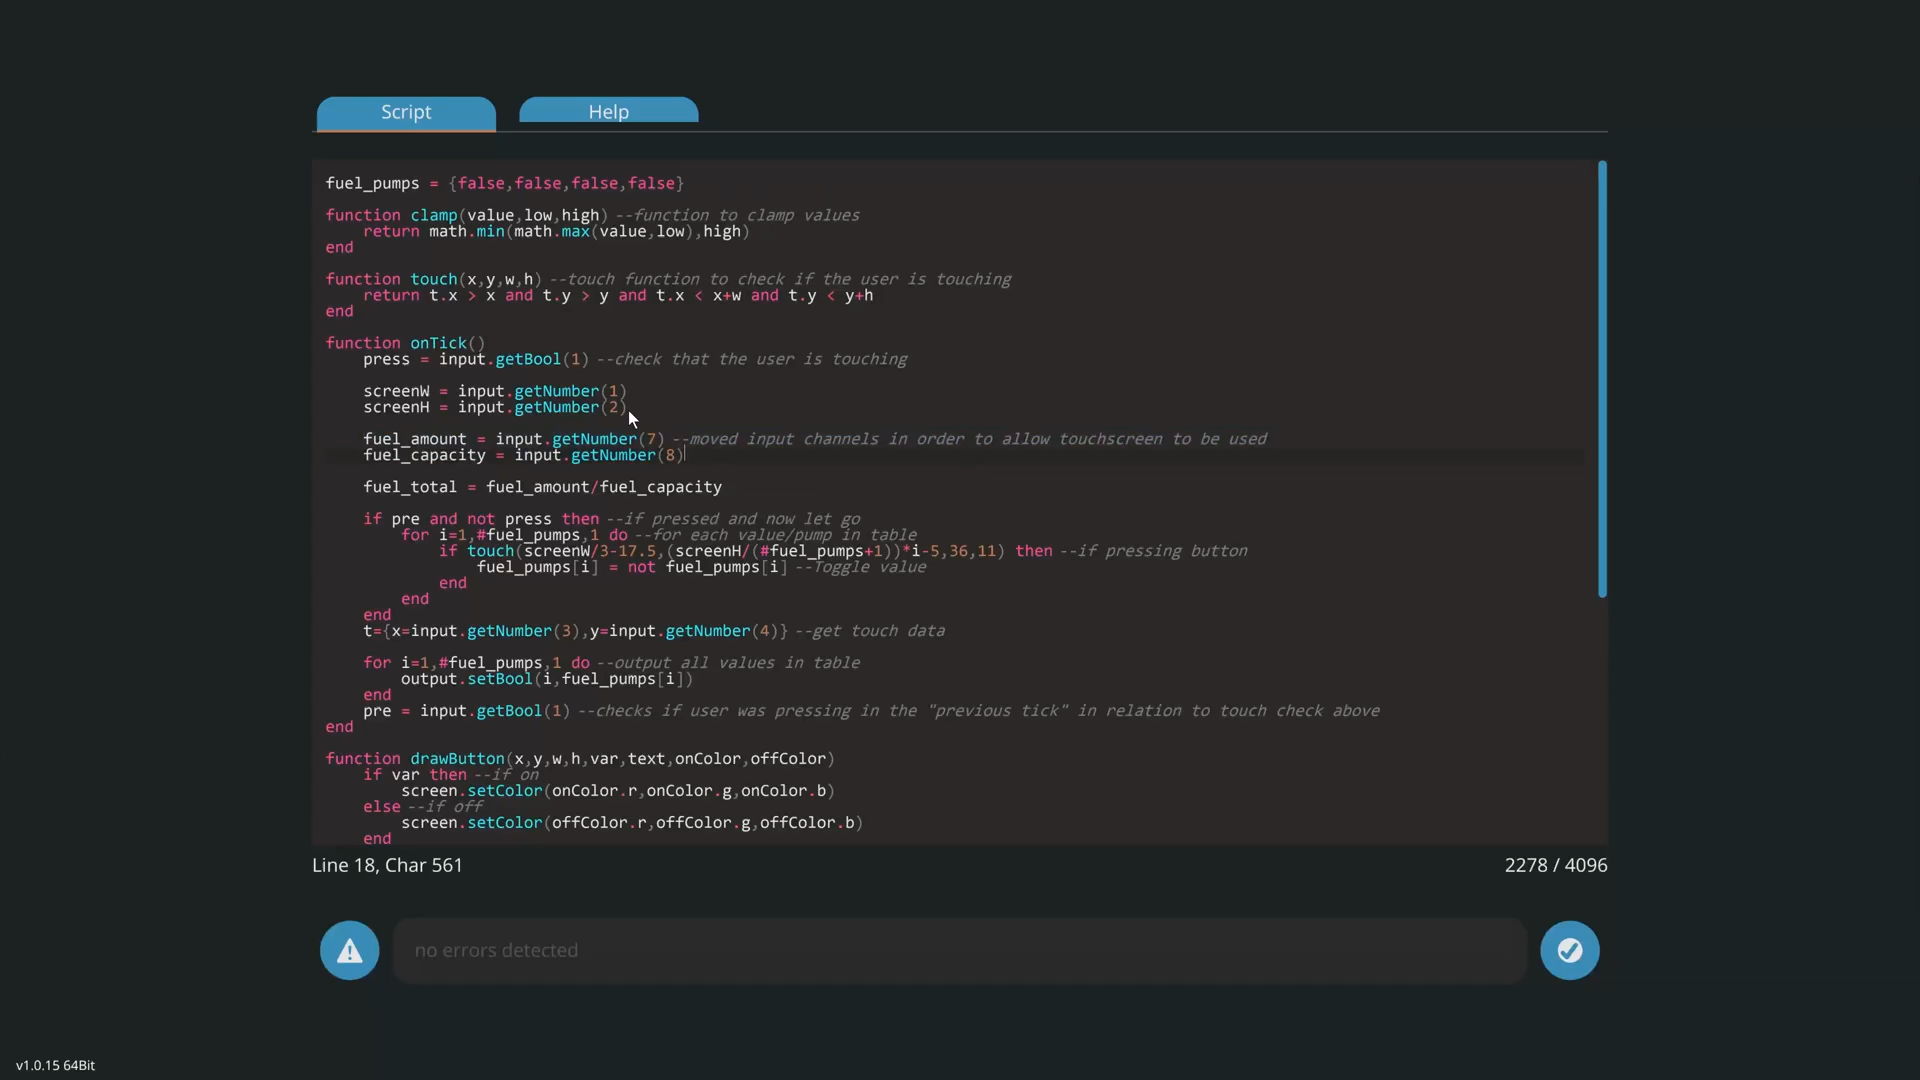 Script
Help
fuel_pumps = {false,false,false,false}
function clamp(value,low,high) --function to clamp values
return math.min(math.max(value,low),high)
end
function touch(x,y,w,h) --touch function to check if the user is touching
return t.x > x and t.y > y and t.x < x+w and t.y < y+h
end
function onTick()
press = input.getBool(1) --check that the user is touching
screenW = input.getNumber(1)
screenH = input.getNumber(2)
fuel_amount = input.getNumber(7) --moved input channels in order to allow touchscreen to be used
fuel_capacity = input.getNumber(8)
fuel_total = fuel_amount/fuel_capacity
if pre and not press then --if pressed and now let go
for i=1,#fuel_pumps,1 do --for each value/pump in table
if touch(screenW/3-17.5,(screenH/(#fuel_pumps+1))*i-5,36,11) then --if pressing button
fuel_pumps[i] = not fuel_pumps[i] --Toggle value
end
end
end
t={x=input.getNumber(3),y=input.getNumber(4)} --get touch data
for i=1,#fuel_pumps,1 do --output all values in table
output.setBool(i,fuel_pumps[i])
end
pre = input.getBool(1) --checks if user was pressing in the "previous tick" in relation to touch check above
end
function drawButton(x,y,w,h,var,text,onColor,offColor)
if var then --if on
screen.setColor(onColor.r,onColor.g,onColor.b)
else --if off
screen.setColor(offColor.r,offColor.g,offColor.b)
end
Line 18, Char 561
2278 / 4096
no errors detected
v1.0.15 64Bit